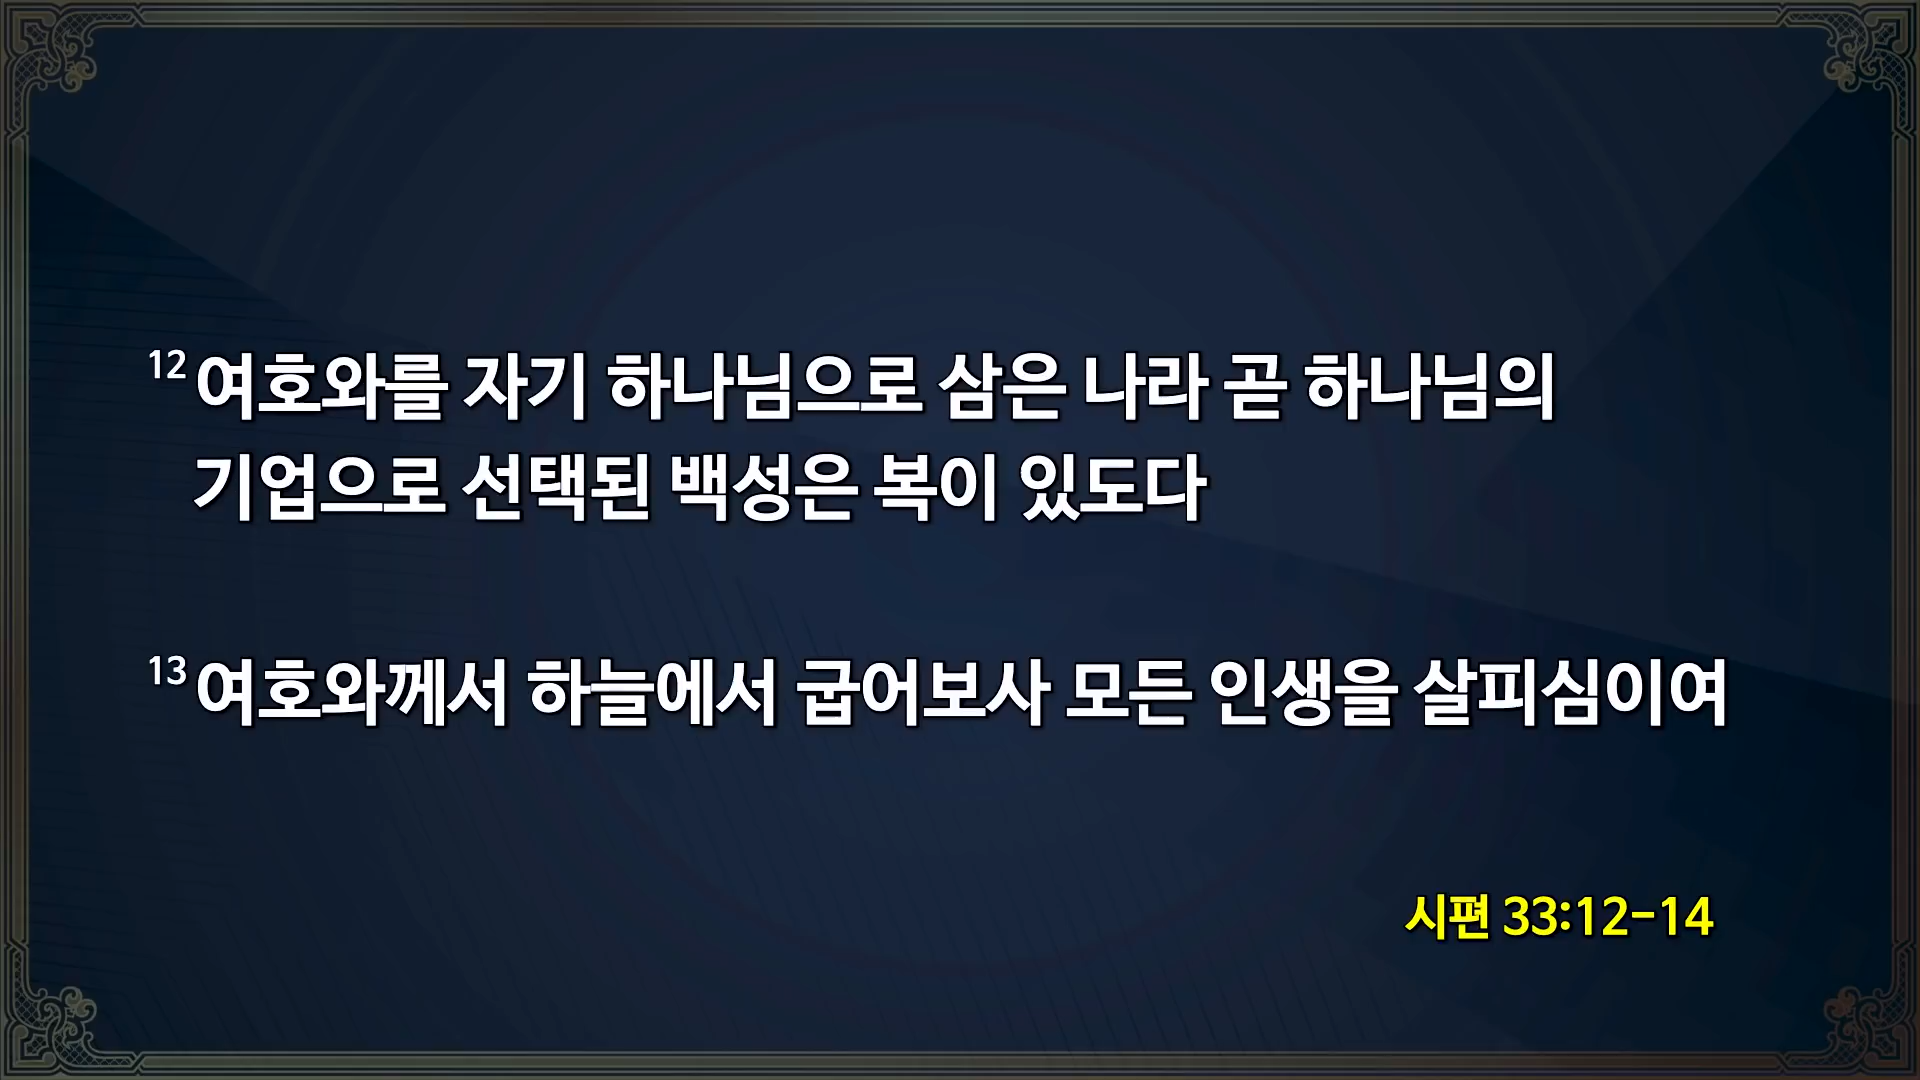 12 여호와를 자기 하나님으로 삼은 나라 곧 하나님의
기업으로 선택된 백성은 복이 있도다
13 여호와께서 하늘에서 굽어보사 모든 인생을 살피심이여
시편 33:12-14